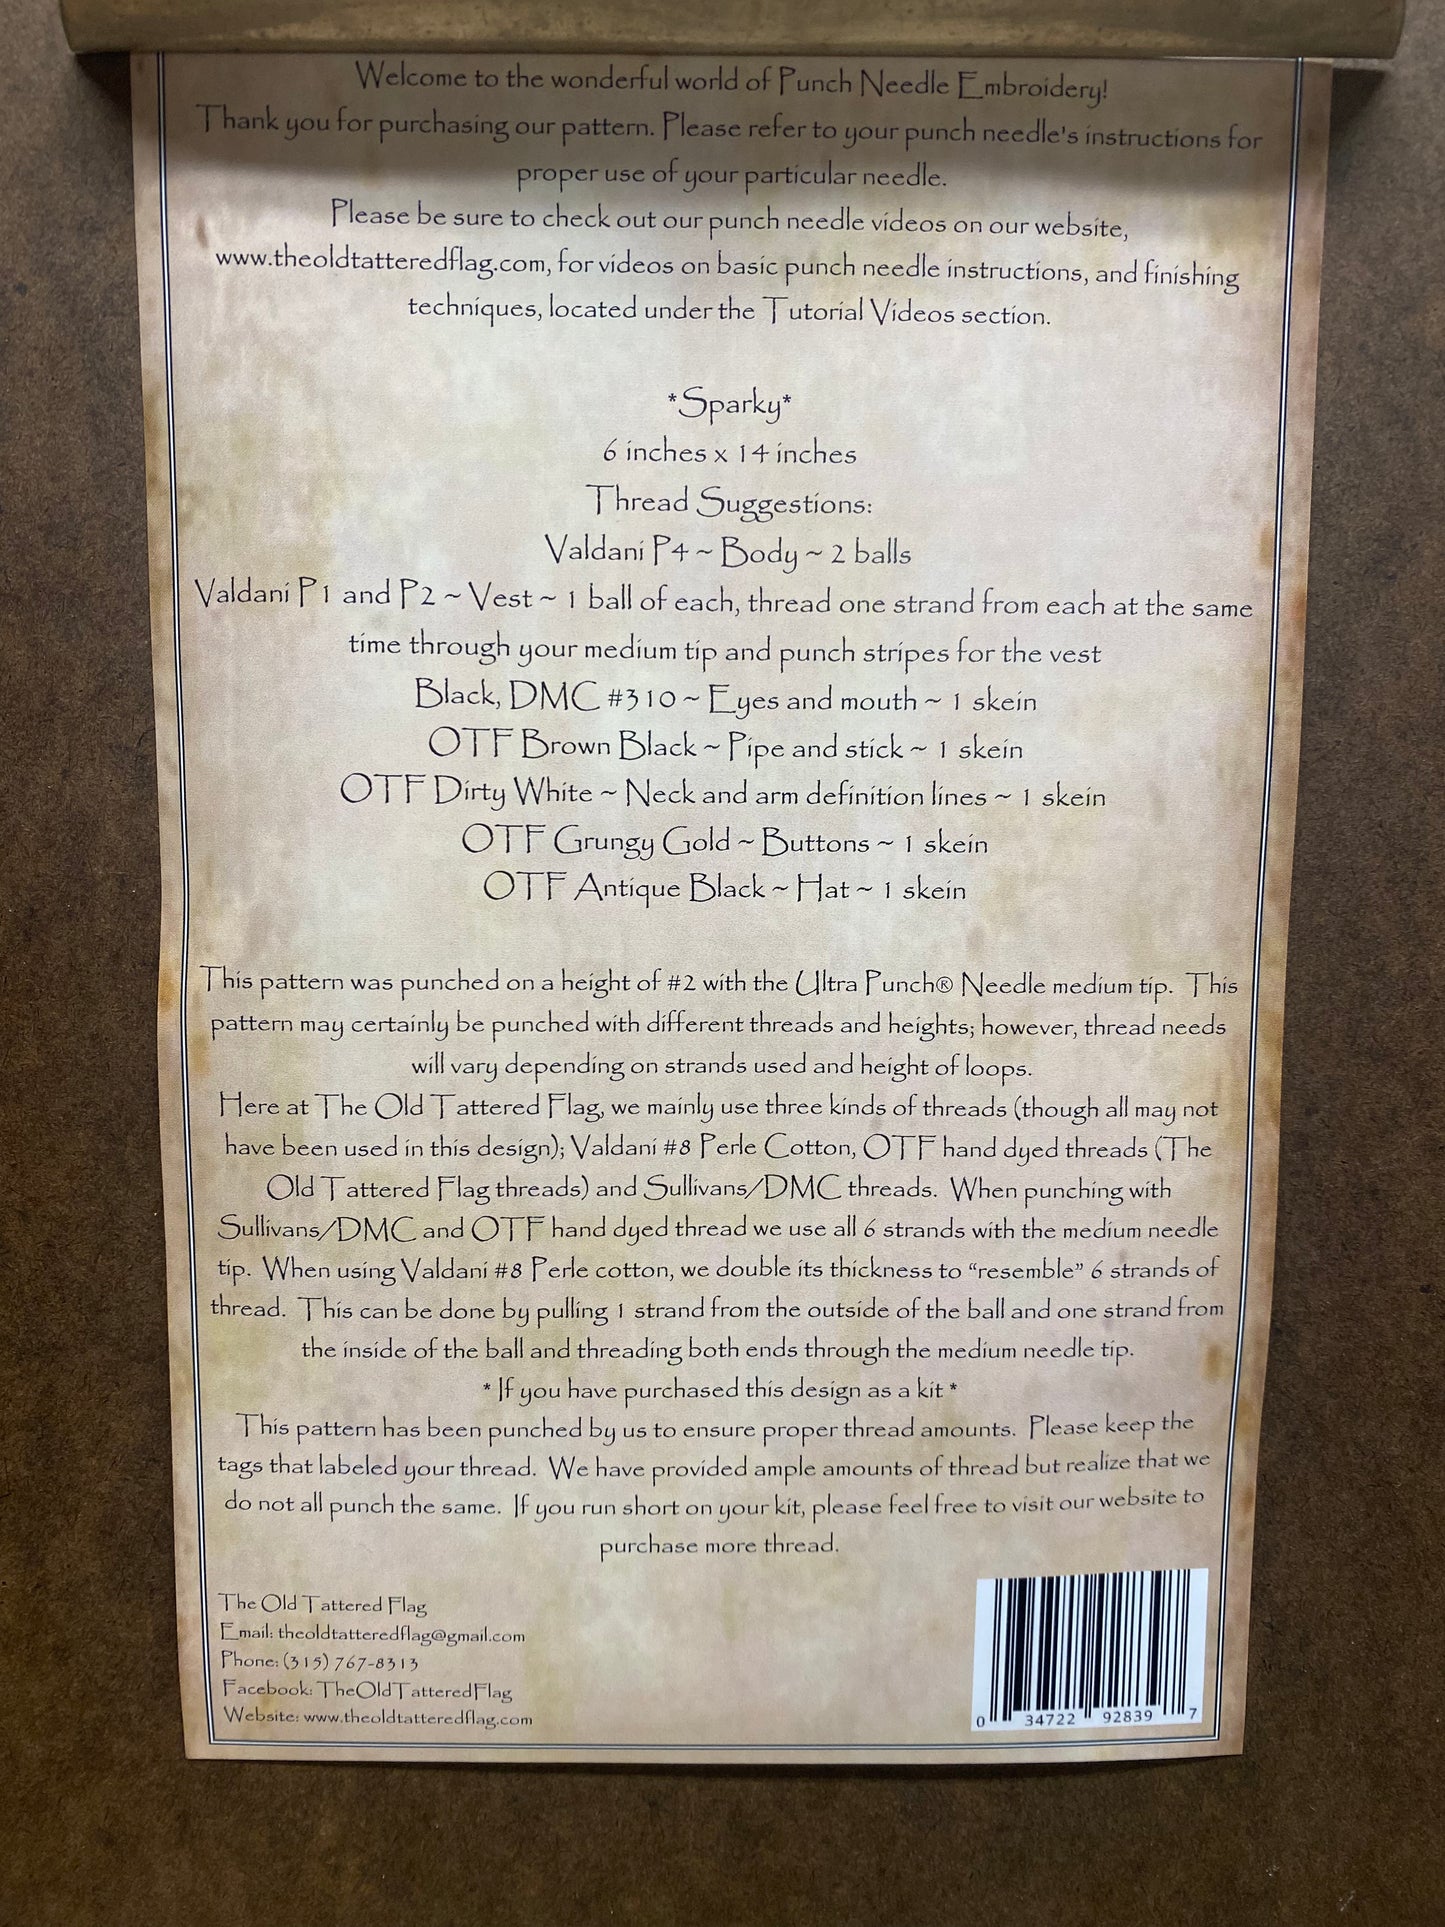 Welcome to the wonderful world of Punch Needle Embroidery!
Thank you for purchasing our pattern. Please refer to your punch needle's instructions for
proper use of your particular needle.
Please be sure to check out our punch needle videos on our website,
www.theoldtatteredflag.com, for videos on basic punch needle instructions, and finishing
techniques, located under the Tutorial Videos section.
*Sparky*
6 inches x 14 inches
Thread Suggestions:
Valdani P4 ~ Body ~ 2 balls
Valdani P1 and P2 ~ Vest ~ 1 ball of each, thread one strand from each at the same
time through your medium tip and punch stripes for the vest
Black, DMC #310 ~ Eyes and mouth ~ 1 skein
OTF Brown Black ~ Pipe and stick ~ 1 skein
OTF Dirty White ~ Neck and arm definition lines ~ 1 skein
OTF Grungy Gold ~ Buttons ~ 1 skein
OTF Antique Black ~ Hat ~ 1 skein
This pattern was punched on a height of #2 with the Ultra Punch® Needle medium tip. This
pattern may certainly be punched with different threads and heights; however, thread needs
will vary depending on strands used and height of loops.
Here at The Old Tattered Flag, we mainly use three kinds of threads (though all may not
have been used in this design); Valdani #8 Perle Cotton, OTF hand dyed threads (The
Old Tattered Flag threads) and Sullivans/DMC threads. When punching with
Sullivans/DMC and OTF hand dyed thread we use all 6 strands with the medium needle
tip. When using Valdani #8 Perle cotton, we double its thickness to “resemble” 6 strands of
thread. This can be done by pulling 1 strand from the outside of the ball and one strand from
the inside of the ball and threading both ends through the medium needle tip.
* If you have purchased this design as a kit *
This pattern has been punched by us to ensure proper thread amounts. Please keep the
tags that labeled your thread. We have provided ample amounts of thread but realize that we
do not all punch the same. If you run short on your kit, please feel free to visit our website to
purchase more thread.
The Old Tattered Flag
Email: theoldtatteredflag@gmail.com
Phone: (315) 767-8313
Facebook: TheOldTatteredFlag
Website: www.theoldtatteredflag.com
0 34722 92839 7